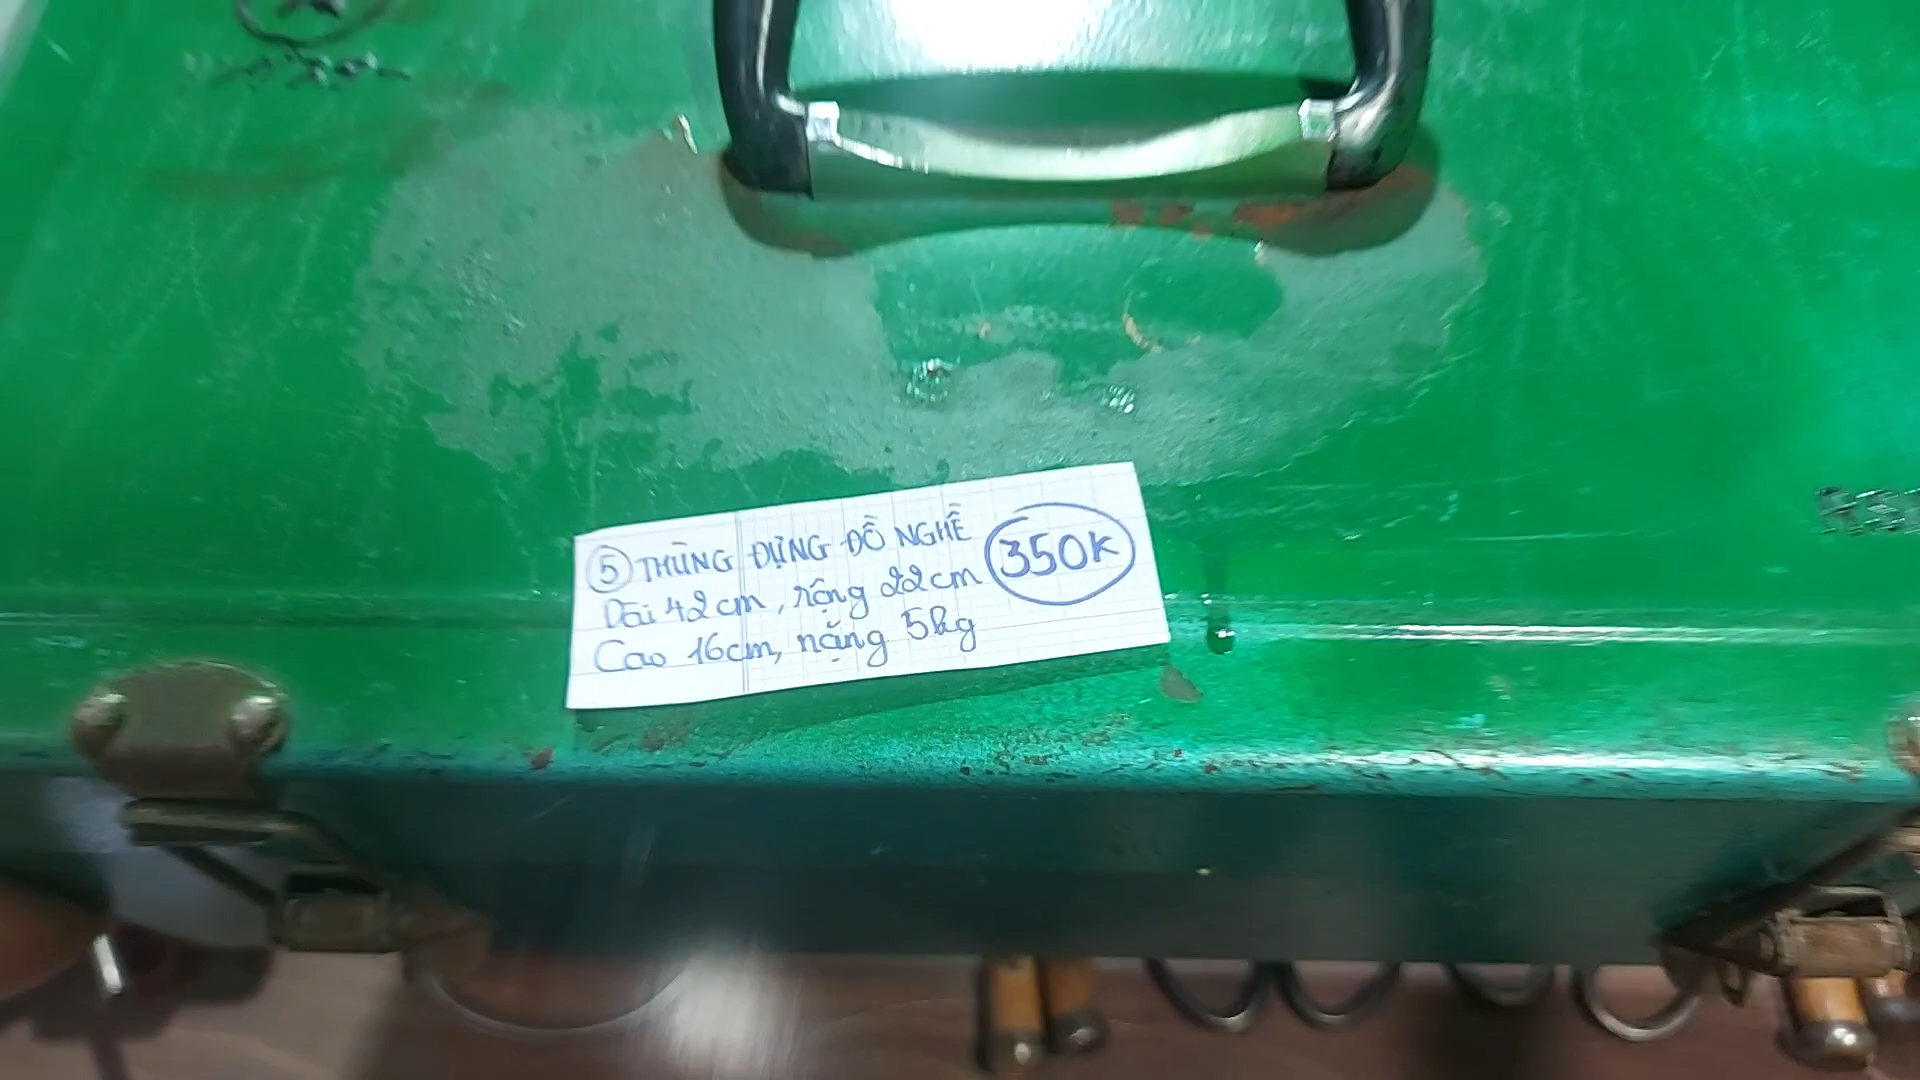 5 THÙNG ĐỰNG ĐỒ NGHỀ 350K
Dài 42cm, rộng 22cm
Cao 16cm, nặng 5kg